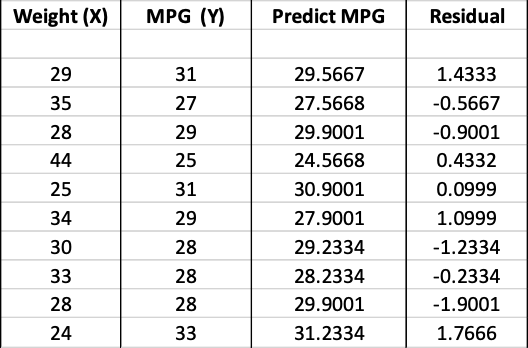 Weight (X) MPG (Y) Predict MPG Residual
29 31 29.5667 1.4333
35 27 27.5668 -0.5667
28 29 29.9001 -0.9001
44 25 24.5668 0.4332
25 31 30.9001 0.0999
34 29 27.9001 1.0999
30 28 29.2334 -1.2334
33 28 28.2334 -0.2334
28 28 29.9001 -1.9001
24 33 31.2334 1.7666